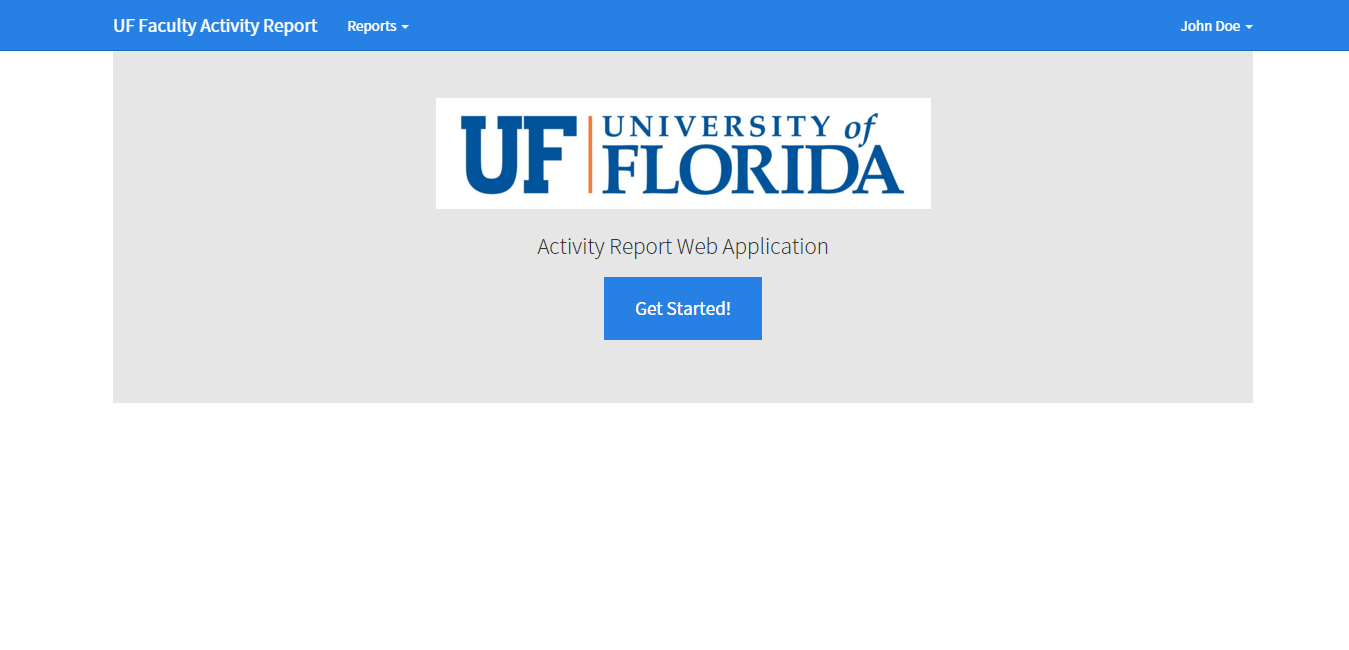 UF Faculty Activity Report Reports John Doe
UF UNIVERSITY of
FLORIDA
Activity Report Web Application
Get Started!